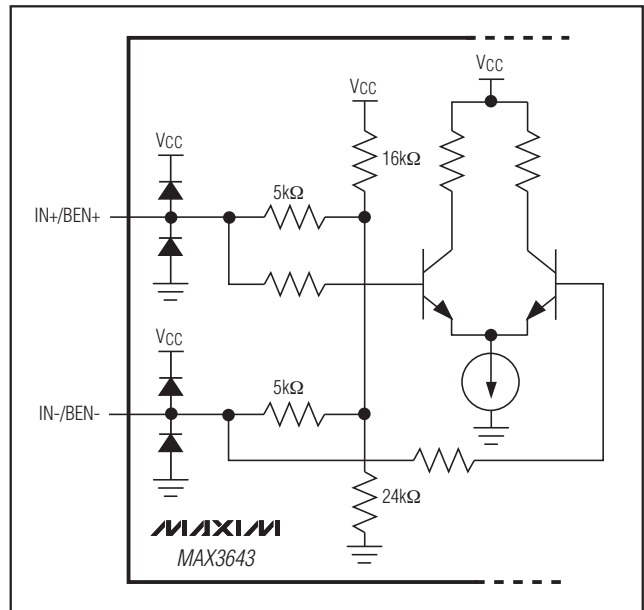 VCC
VCC
VCC
16kΩ
5kΩ
IN+/BEN+
VCC
5kΩ
IN-/BEN-
24kΩ
MAXIM
MAX3643